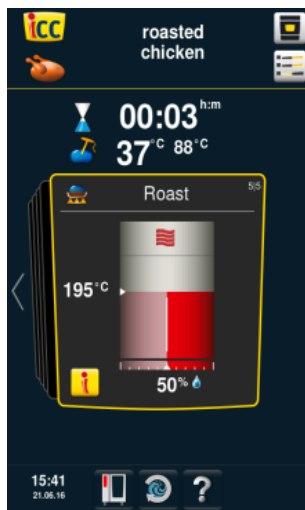 icc
roasted
chicken
00:03 h:m
37°C 88°C
Roast
5|5
195°C
i
50%
15:41
21.06.16
?